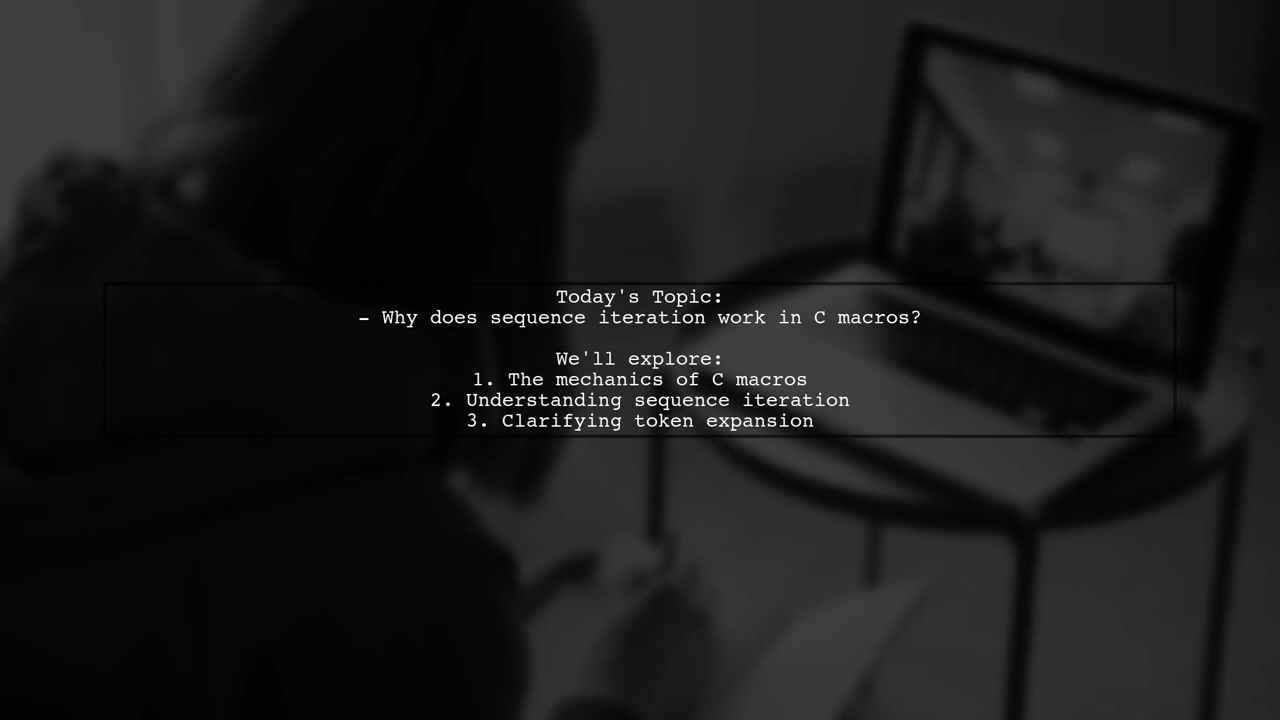 Today's Topic:
– Why does sequence iteration work in C macros?
We'll explore:
1. The mechanics of C macros
2. Understanding sequence iteration
3. Clarifying token expansion